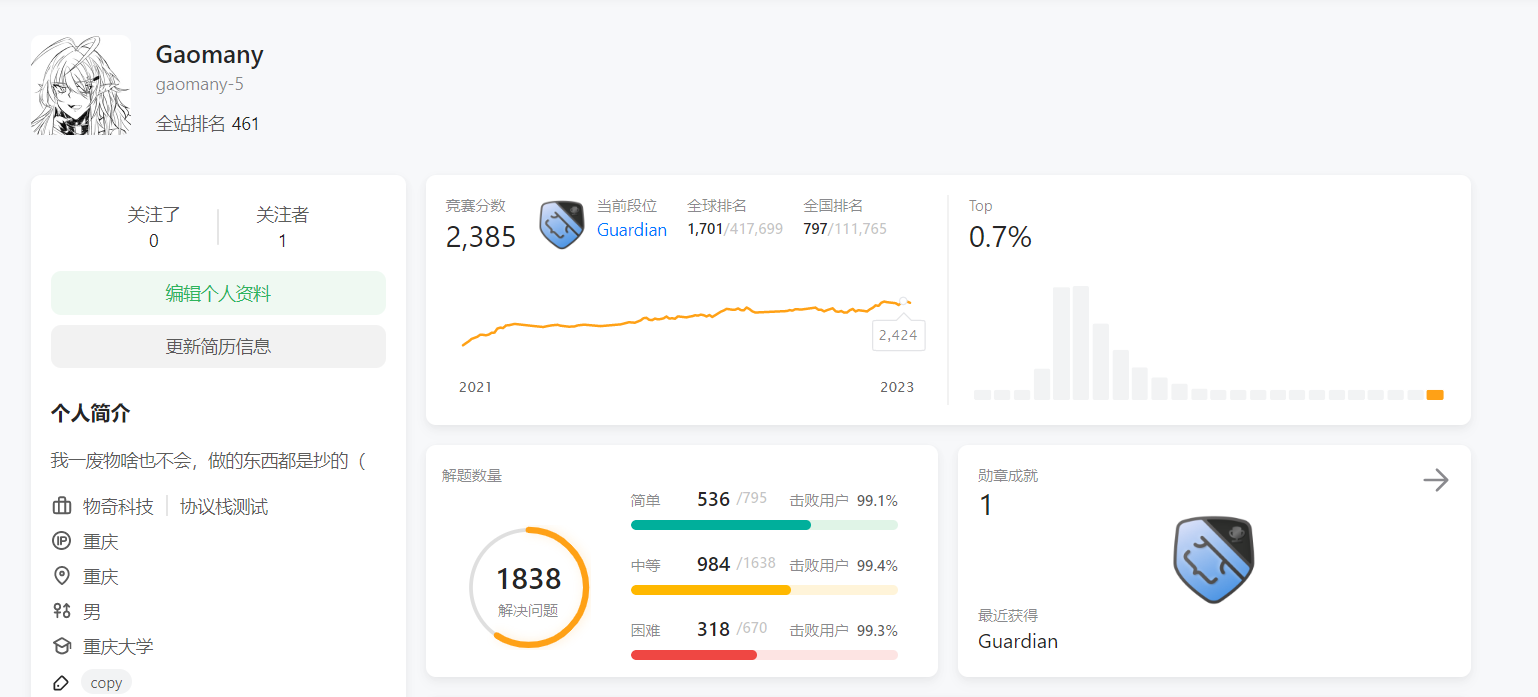 Gaomany
gaomany-5
全站排名 461
关注了
0
关注者
1
编辑个人资料
更新简历信息
个人简介
我一废物啥也不会，做的东西都是抄的（
物奇科技 协议栈测试
IP 重庆
重庆
男
重庆大学
copy
竞赛分数
2,385
当前段位
Guardian
全球排名
1,701/417,699
全国排名
797/111,765
2,424
2021
2023
Top
0.7%
解题数量
1838
解决问题
简单 536 /795 击败用户 99.1%
中等 984 /1638 击败用户 99.4%
困难 318 /670 击败用户 99.3%
勋章成就
1
最近获得
Guardian